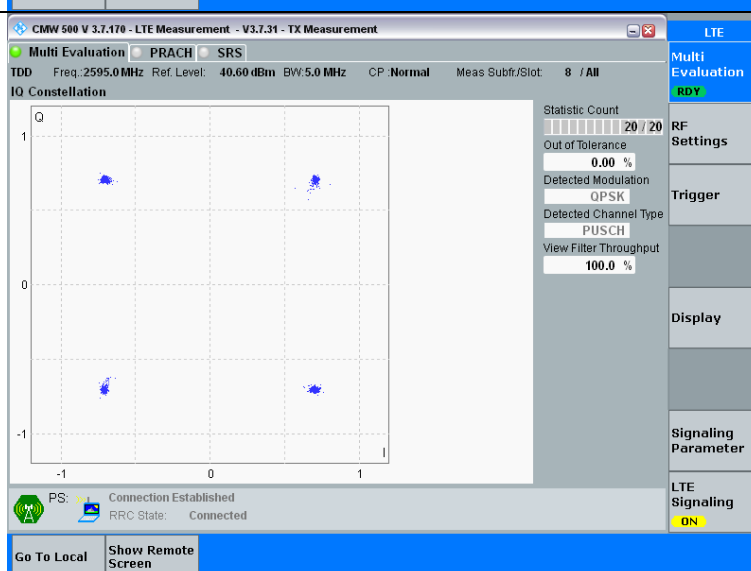 CMW 500 V 3.7.170 - LTE Measurement - V3.7.31 - TX Measurement
LTE
Multi Evaluation PRACH SRS
TDD Freq.:2595.0 MHz Ref. Level: 40.60 dBm BW:5.0 MHz CP :Normal Meas Subfr./Slot: 8 / All
IQ Constellation
Q
1
0
-1
-1 0 1
I
Statistic Count
20 / 20
Out of Tolerance
0.00 %
Detected Modulation
QPSK
Detected Channel Type
PUSCH
View Filter Throughput
100.0 %
Multi
Evaluation
RDY
RF
Settings
Trigger
Display
Signaling
Parameter
LTE
Signaling
ON
PS: Connection Established
RRC State: Connected
Go To Local
Show Remote
Screen